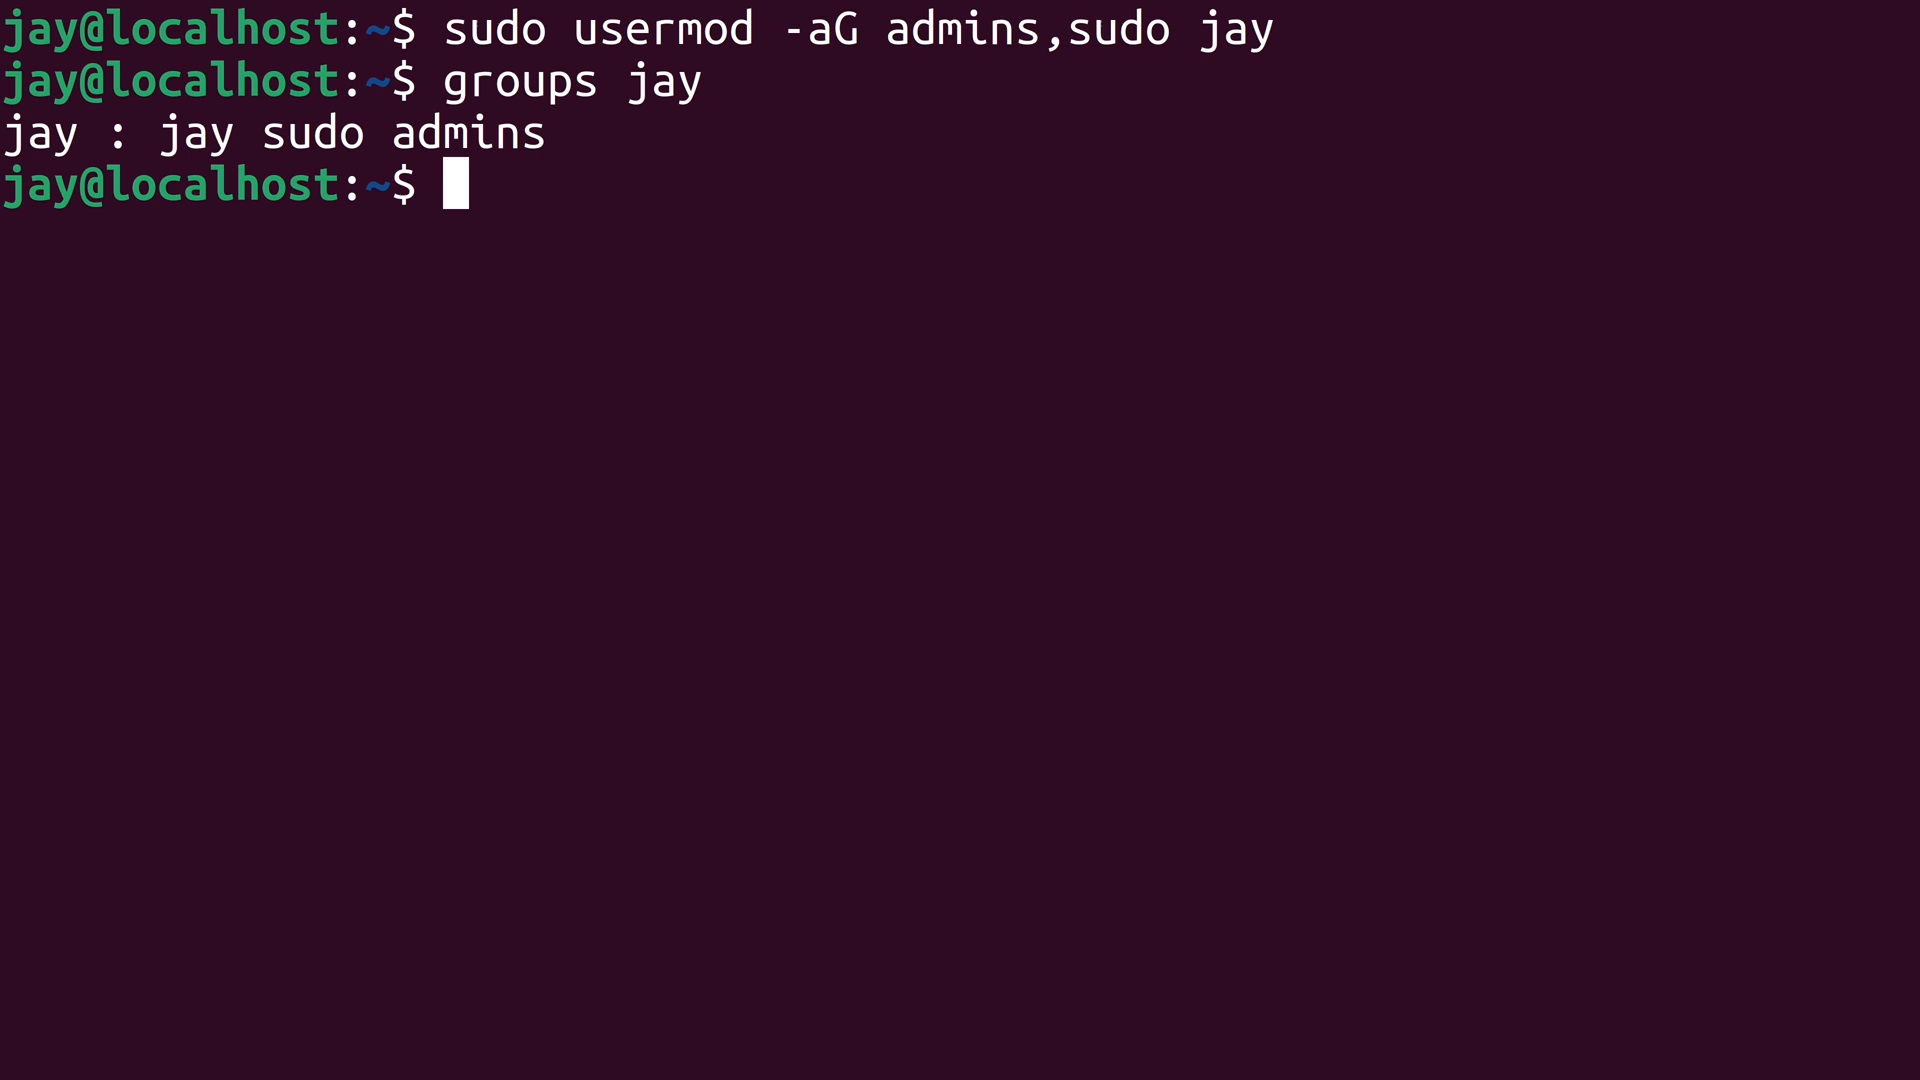 jay@localhost:~$ sudo usermod -aG admins,sudo jay
jay@localhost:~$ groups jay
jay : jay sudo admins
jay@localhost:~$